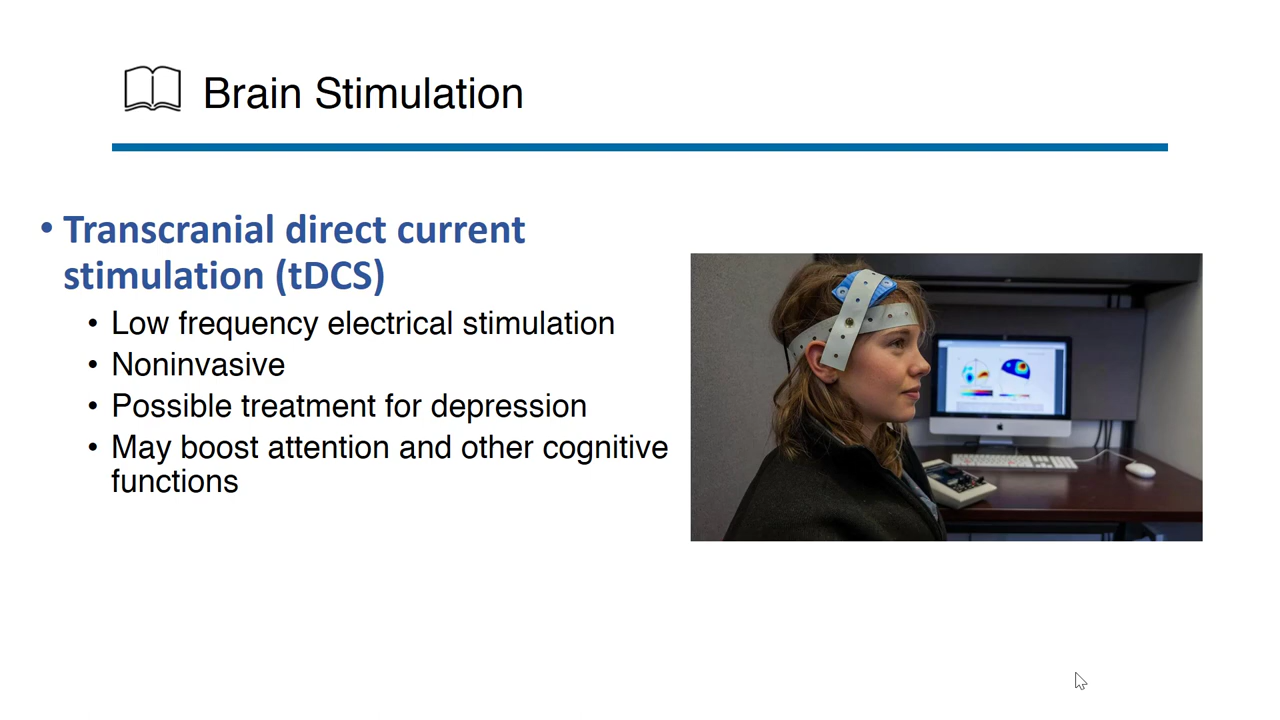 Brain Stimulation
• Transcranial direct current
stimulation (tDCS)
• Low frequency electrical stimulation
• Noninvasive
• Possible treatment for depression
• May boost attention and other cognitive
functions